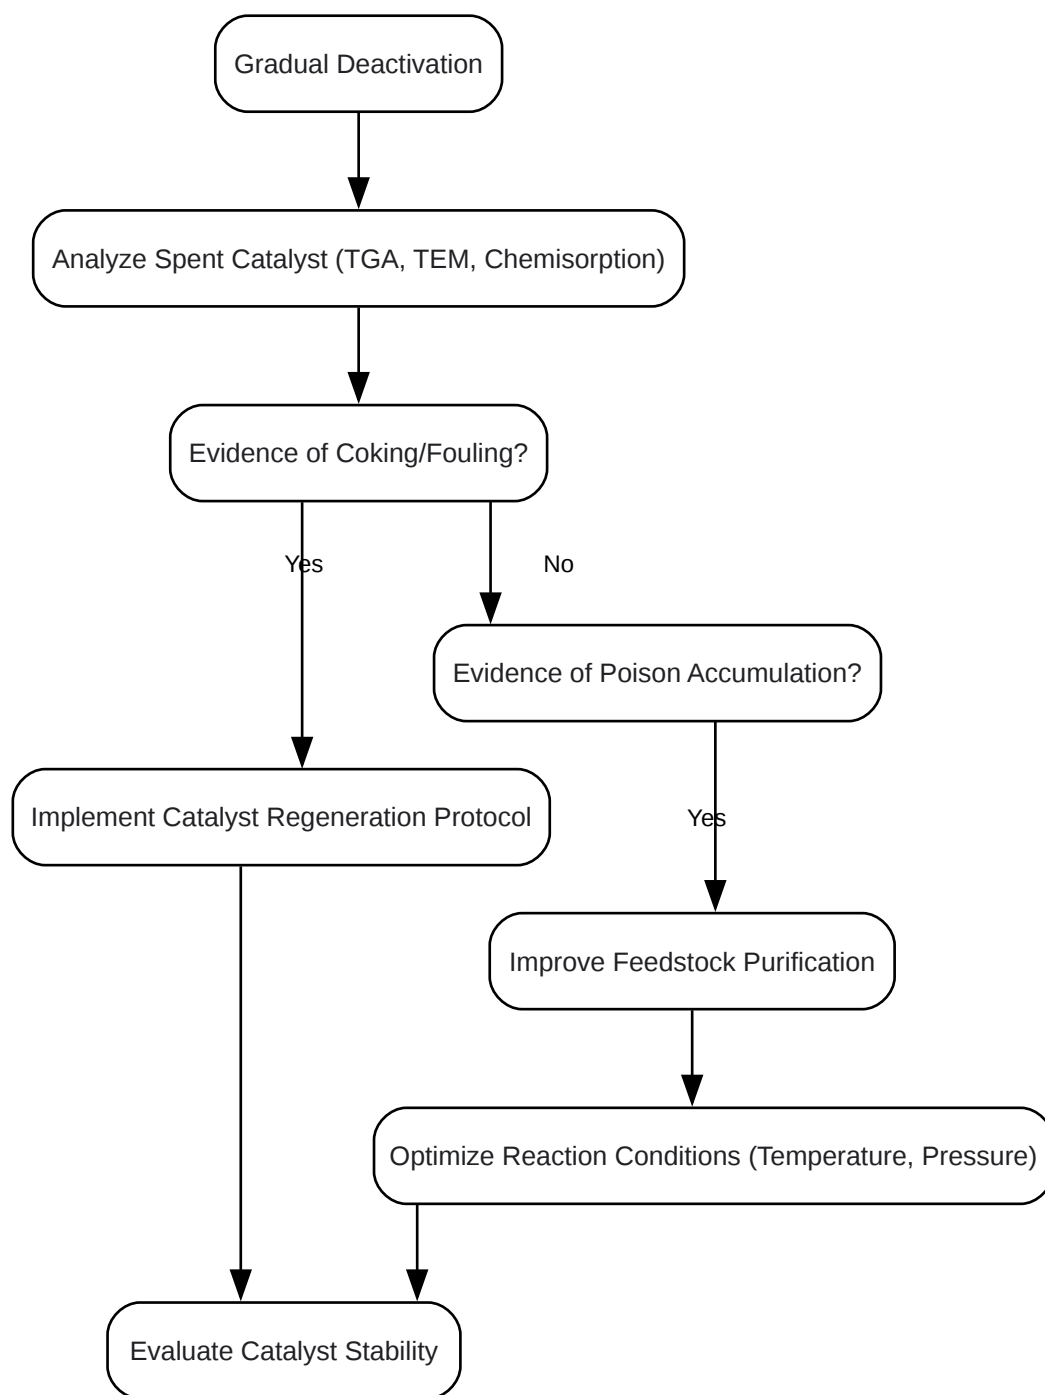 Gradual Deactivation
Analyze Spent Catalyst (TGA, TEM, Chemisorption)
Evidence of Coking/Fouling?
Yes
No
Evidence of Poison Accumulation?
Implement Catalyst Regeneration Protocol
Yes
Improve Feedstock Purification
Optimize Reaction Conditions (Temperature, Pressure)
Evaluate Catalyst Stability